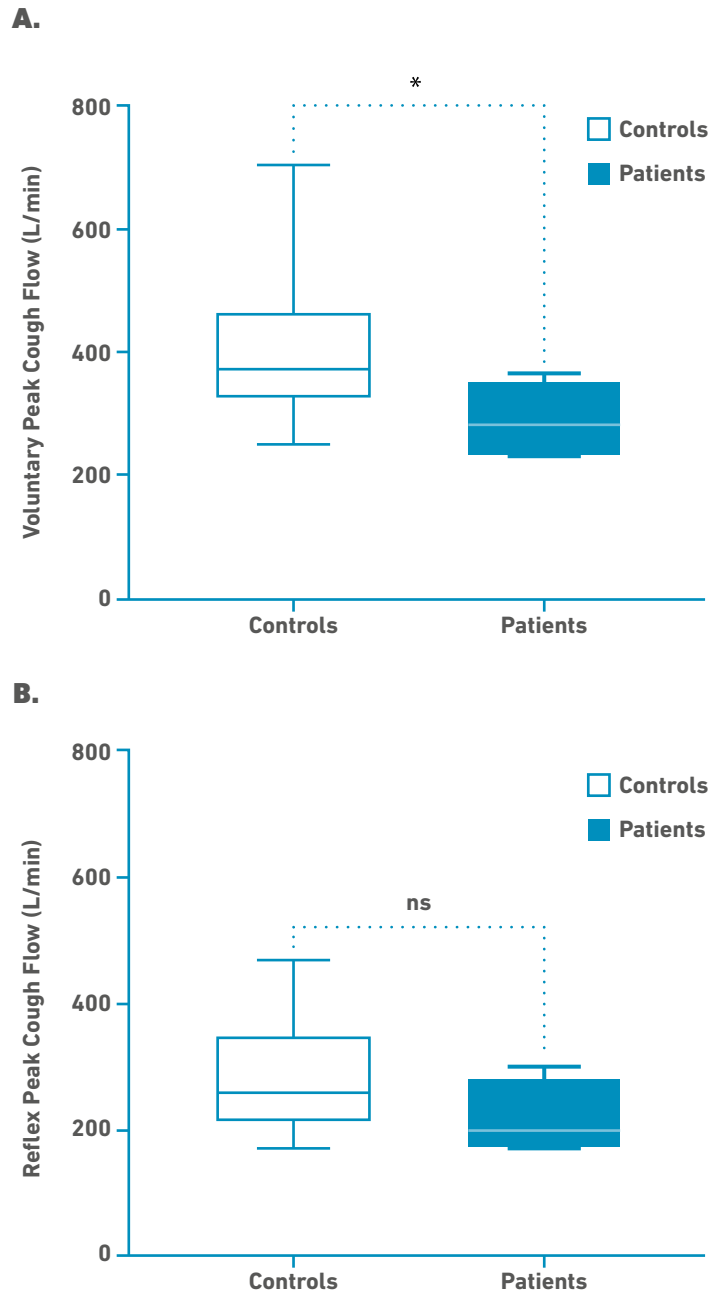 A.
*
800
Controls
Patients
600
400
200
0
Voluntary Peak Cough Flow (L/min)
Controls
Patients
B.
800
Controls
Patients
600
ns
400
200
0
Reflex Peak Cough Flow (L/min)
Controls
Patients